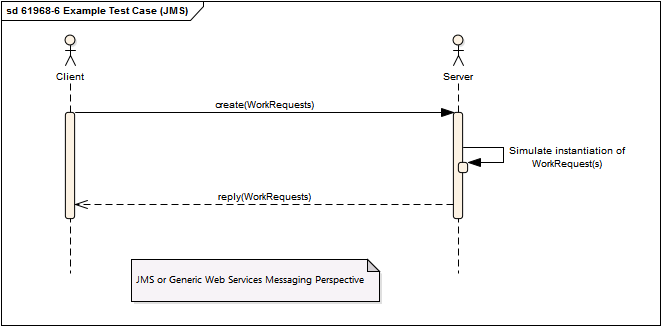 sd 61968-6 Example Test Case (JMS)
Client
Server
create(WorkRequests)
Simulate instantiation of
WorkRequest(s)
reply(WorkRequests)
JMS or Generic Web Services Messaging Perspective